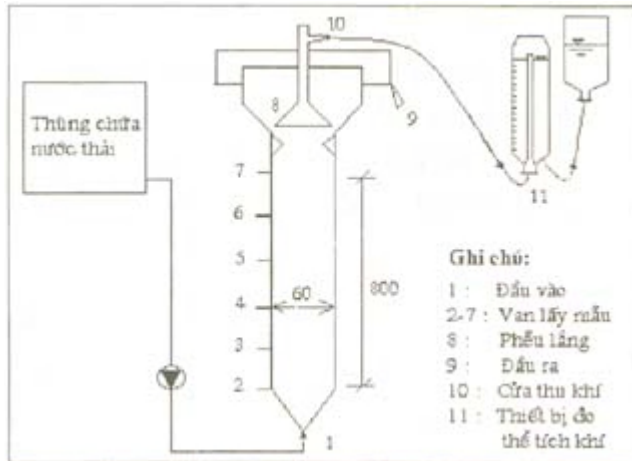 10
Thùng chứa
nước thải
8
9
7
11
6
5
800
60
4
3
2
1
Ghi chú:
1 : Đầu vào
2-7 : Van lấy mẫu
8 : Phễu lắng
9 : Đầu ra
10 : Cửa thu khí
11 : Thiết bị đo
thể tích khí